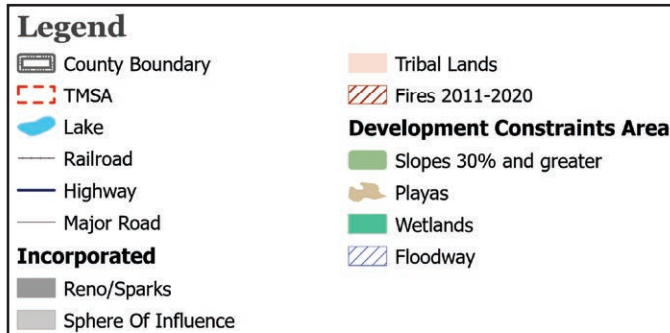 Legend
County Boundary
TMSA
Lake
Railroad
Highway
Major Road
Incorporated
Reno/Sparks
Sphere Of Influence
Tribal Lands
Fires 2011-2020
Development Constraints Area
Slopes 30% and greater
Playas
Wetlands
Floodway